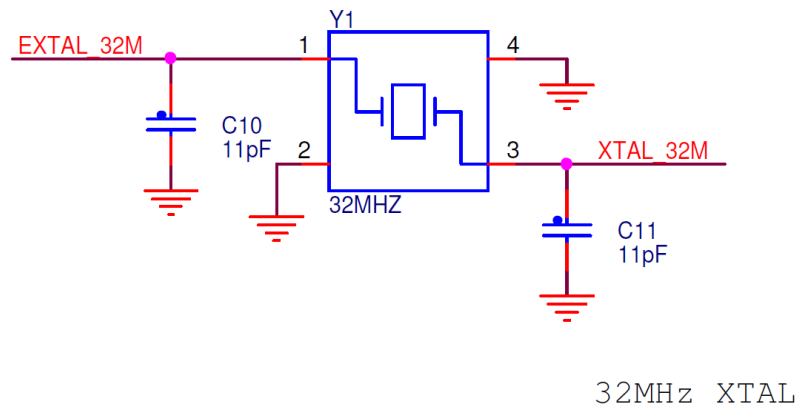 Y1
EXTAL_32M
1
4
C10
11pF
2
3
XTAL_32M
32MHZ
C11
11pF
32MHz XTAL